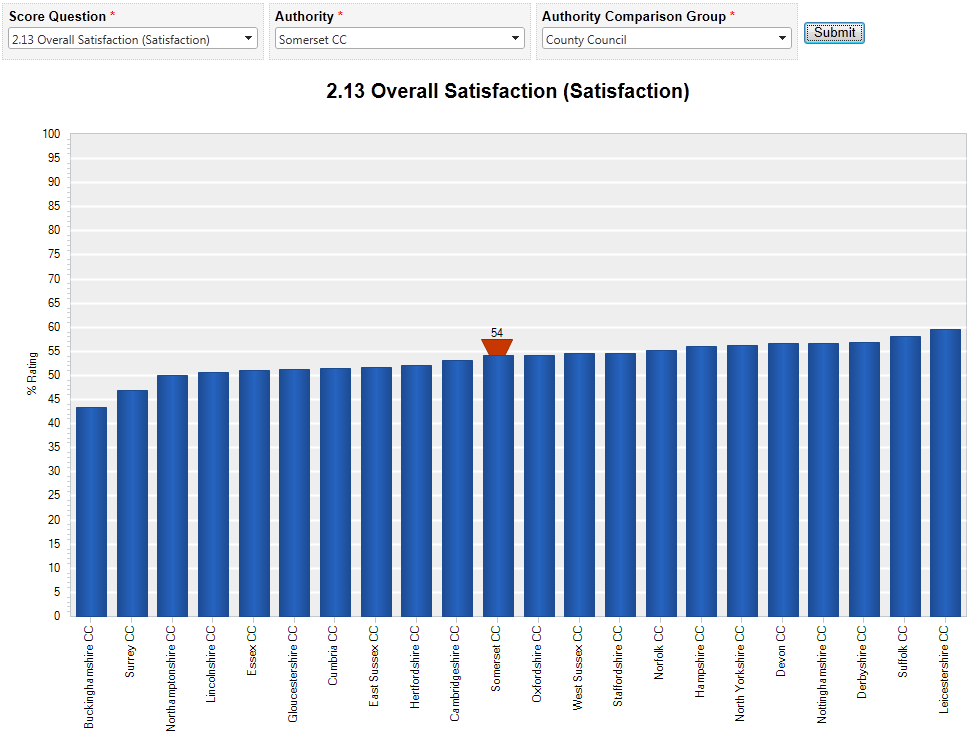 Score Question * Authority * Authority Comparison Group *
2.13 Overall Satisfaction (Satisfaction) Somerset CC County Council Submit
2.13 Overall Satisfaction (Satisfaction)
100
95
90
85
80
75
70
65
60
55
50
45
40
35
30
25
20
15
10
5
0
% Rating
54
Buckinghamshire CC
Surrey CC
Northamptonshire CC
Lincolnshire CC
Essex CC
Gloucestershire CC
Cumbria CC
East Sussex CC
Hertfordshire CC
Cambridgeshire CC
Somerset CC
Oxfordshire CC
West Sussex CC
Staffordshire CC
Norfolk CC
Hampshire CC
North Yorkshire CC
Devon CC
Nottinghamshire CC
Derbyshire CC
Suffolk CC
Leicestershire CC